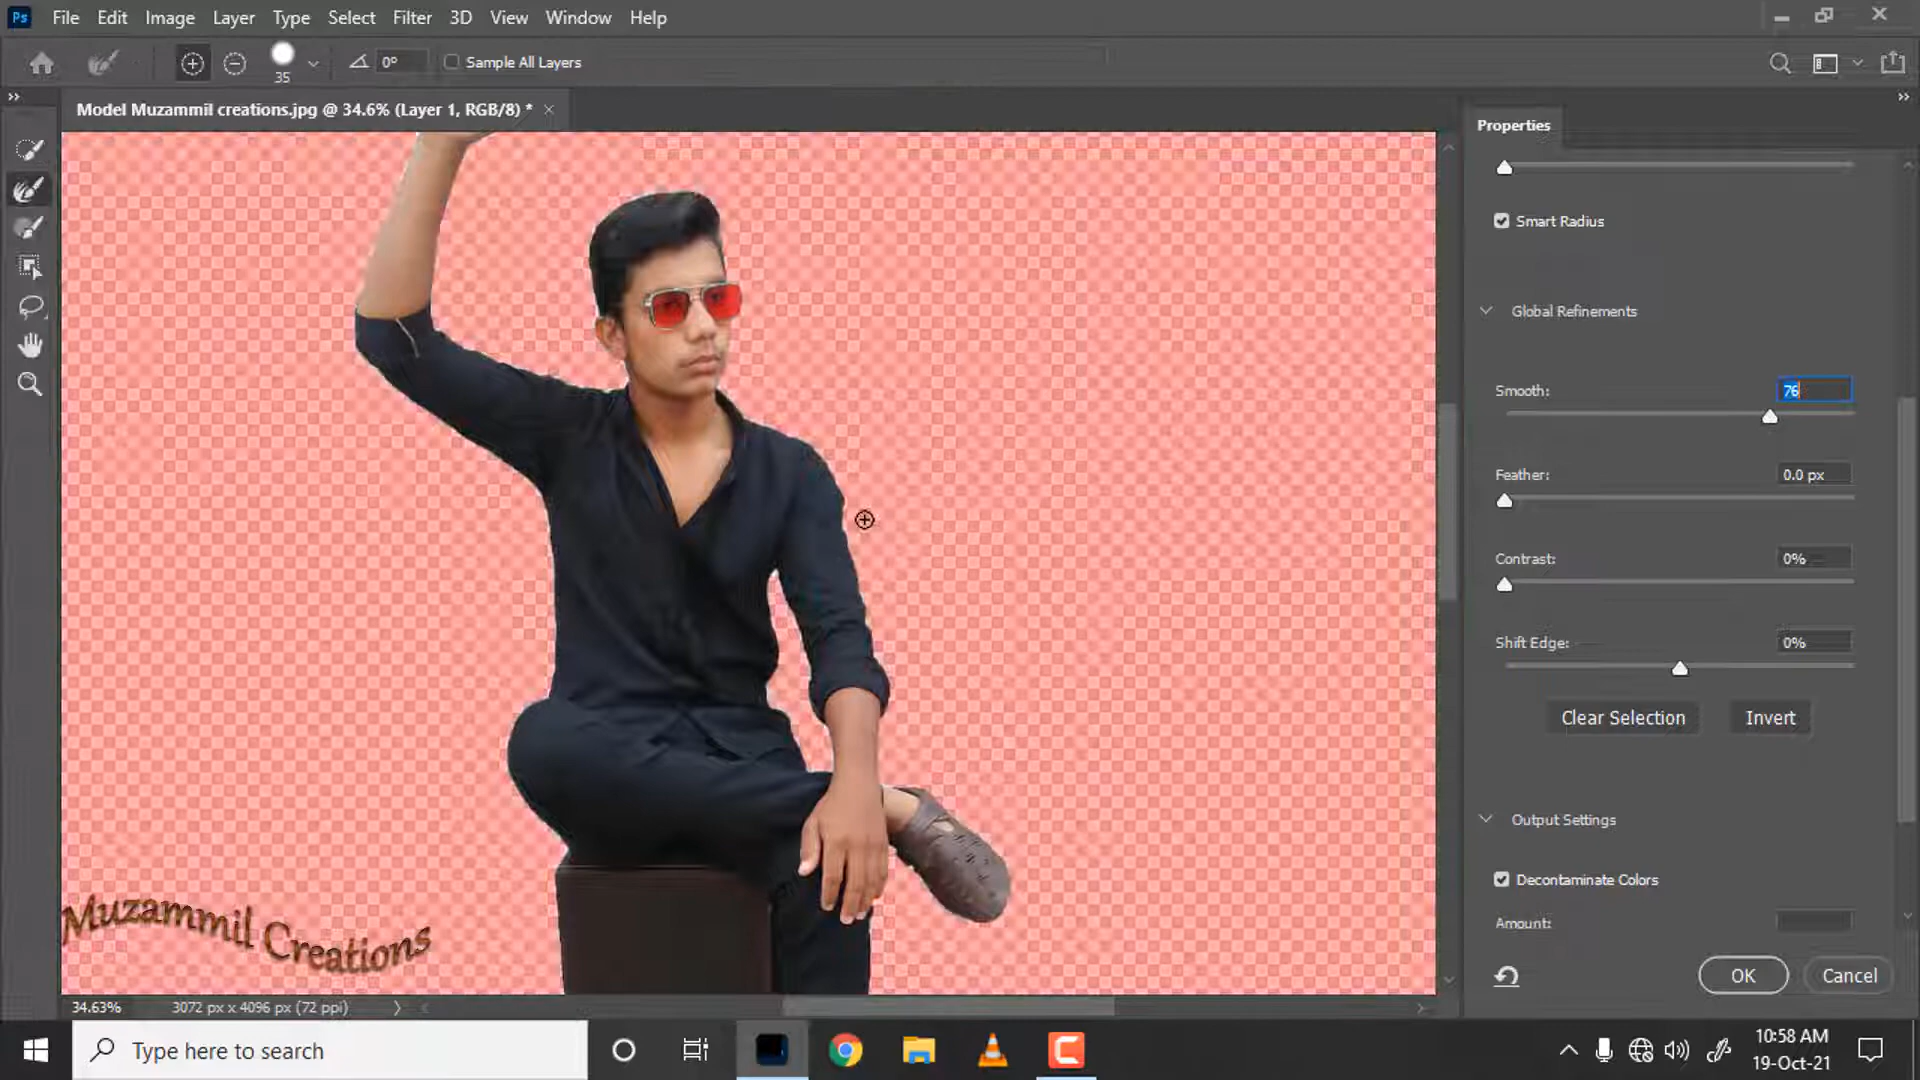 Ps File Edit Image Layer Select Type Filter 3D View Window Help
35 0° Sample All Layers
Model Muzammil creations.jpg @ 34.6% (Layer 1, RGB/8) *
Properties
Smart Radius
Global Refinements
Smooth: 76
Feather: 0.0 px
Contrast: 0%
Shift Edge: 0%
Clear Selection Invert
Output Settings
Decontaminate Colors
Amount:
OK Cancel
Muzammil Creations
34.63% 3072 px x 4096 px (72 ppi)
Type here to search
10:58 AM
19-Oct-21